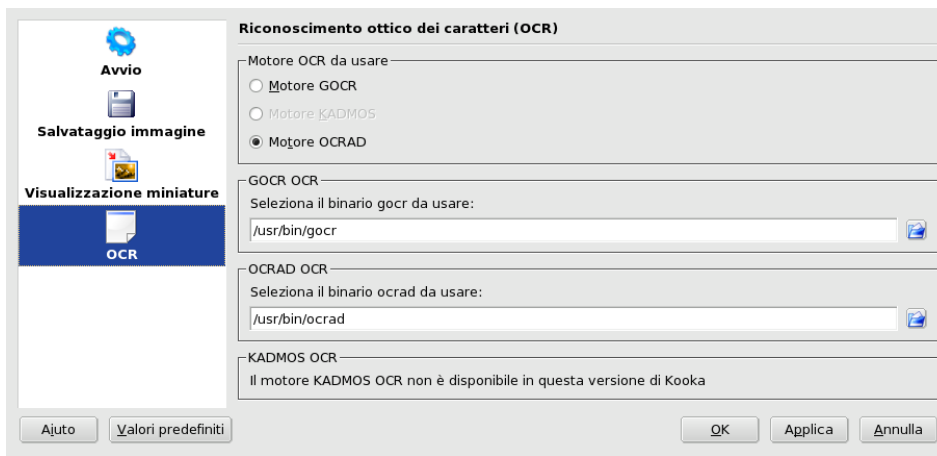 Avvio
Salvataggio immagine
Visualizzazione miniature
OCR
Riconoscimento ottico dei caratteri (OCR)
Motore OCR da usare
Motore GOCR
Motore KADMOS
Motore OCRAD
GOCR OCR
Seleziona il binario gocr da usare:
/usr/bin/gocr
OCRAD OCR
Seleziona il binario ocrad da usare:
/usr/bin/ocrad
KADMOS OCR
Il motore KADMOS OCR non è disponibile in questa versione di Kooka
Aiuto Valori predefiniti OK Applica Annulla